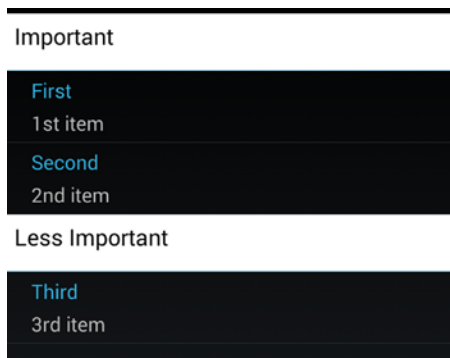 Important
First
1st item
Second
2nd item
Less Important
Third
3rd item